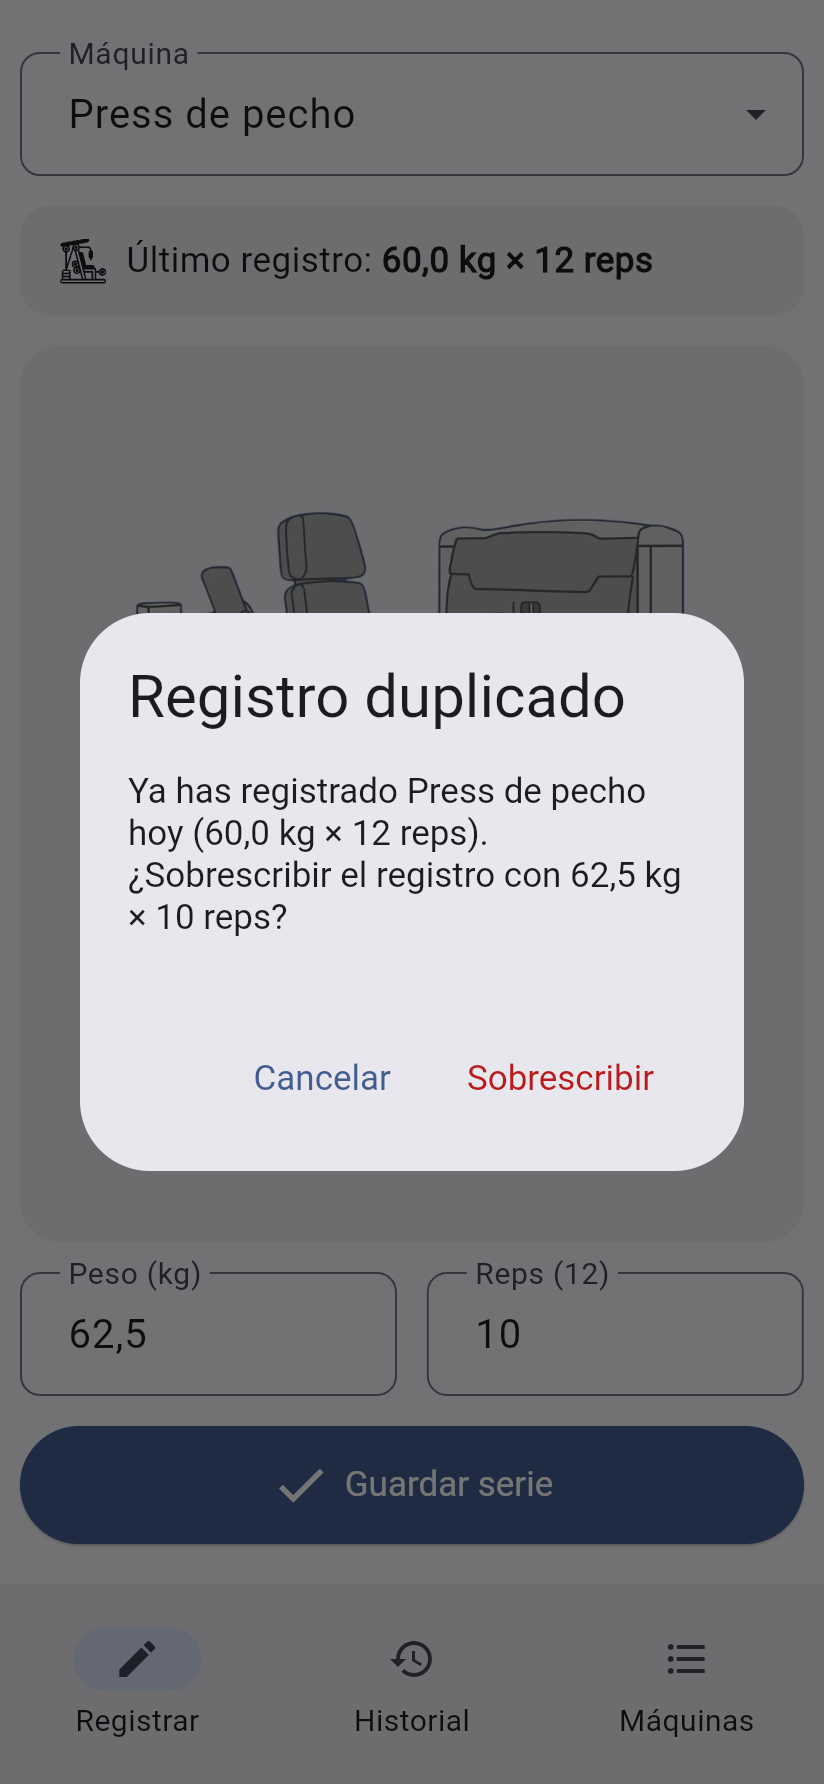 Máquina
Press de pecho
Último registro: 60,0 kg × 12 reps
Registro duplicado
Ya has registrado Press de pecho
hoy (60,0 kg × 12 reps).
¿Sobrescribir el registro con 62,5 kg
× 10 reps?
Cancelar
Sobrescribir
Peso (kg)
Reps (12)
62,5
10
Guardar serie
Registrar
Historial
Máquinas